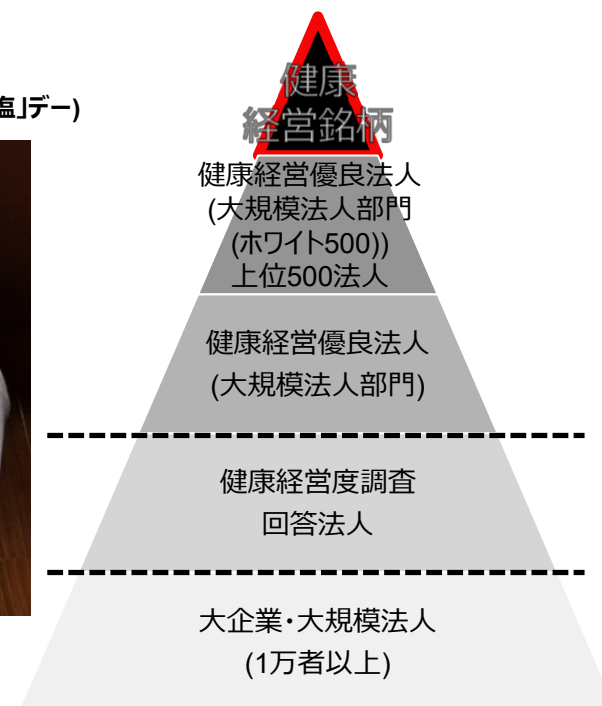 塩」デー)
健康
経営銘柄
健康経営優良法人
(大規模法人部門
(ホワイト500))
上位500法人
健康経営優良法人
(大規模法人部門)
健康経営度調査
回答法人
大企業・大規模法人
(1万者以上)